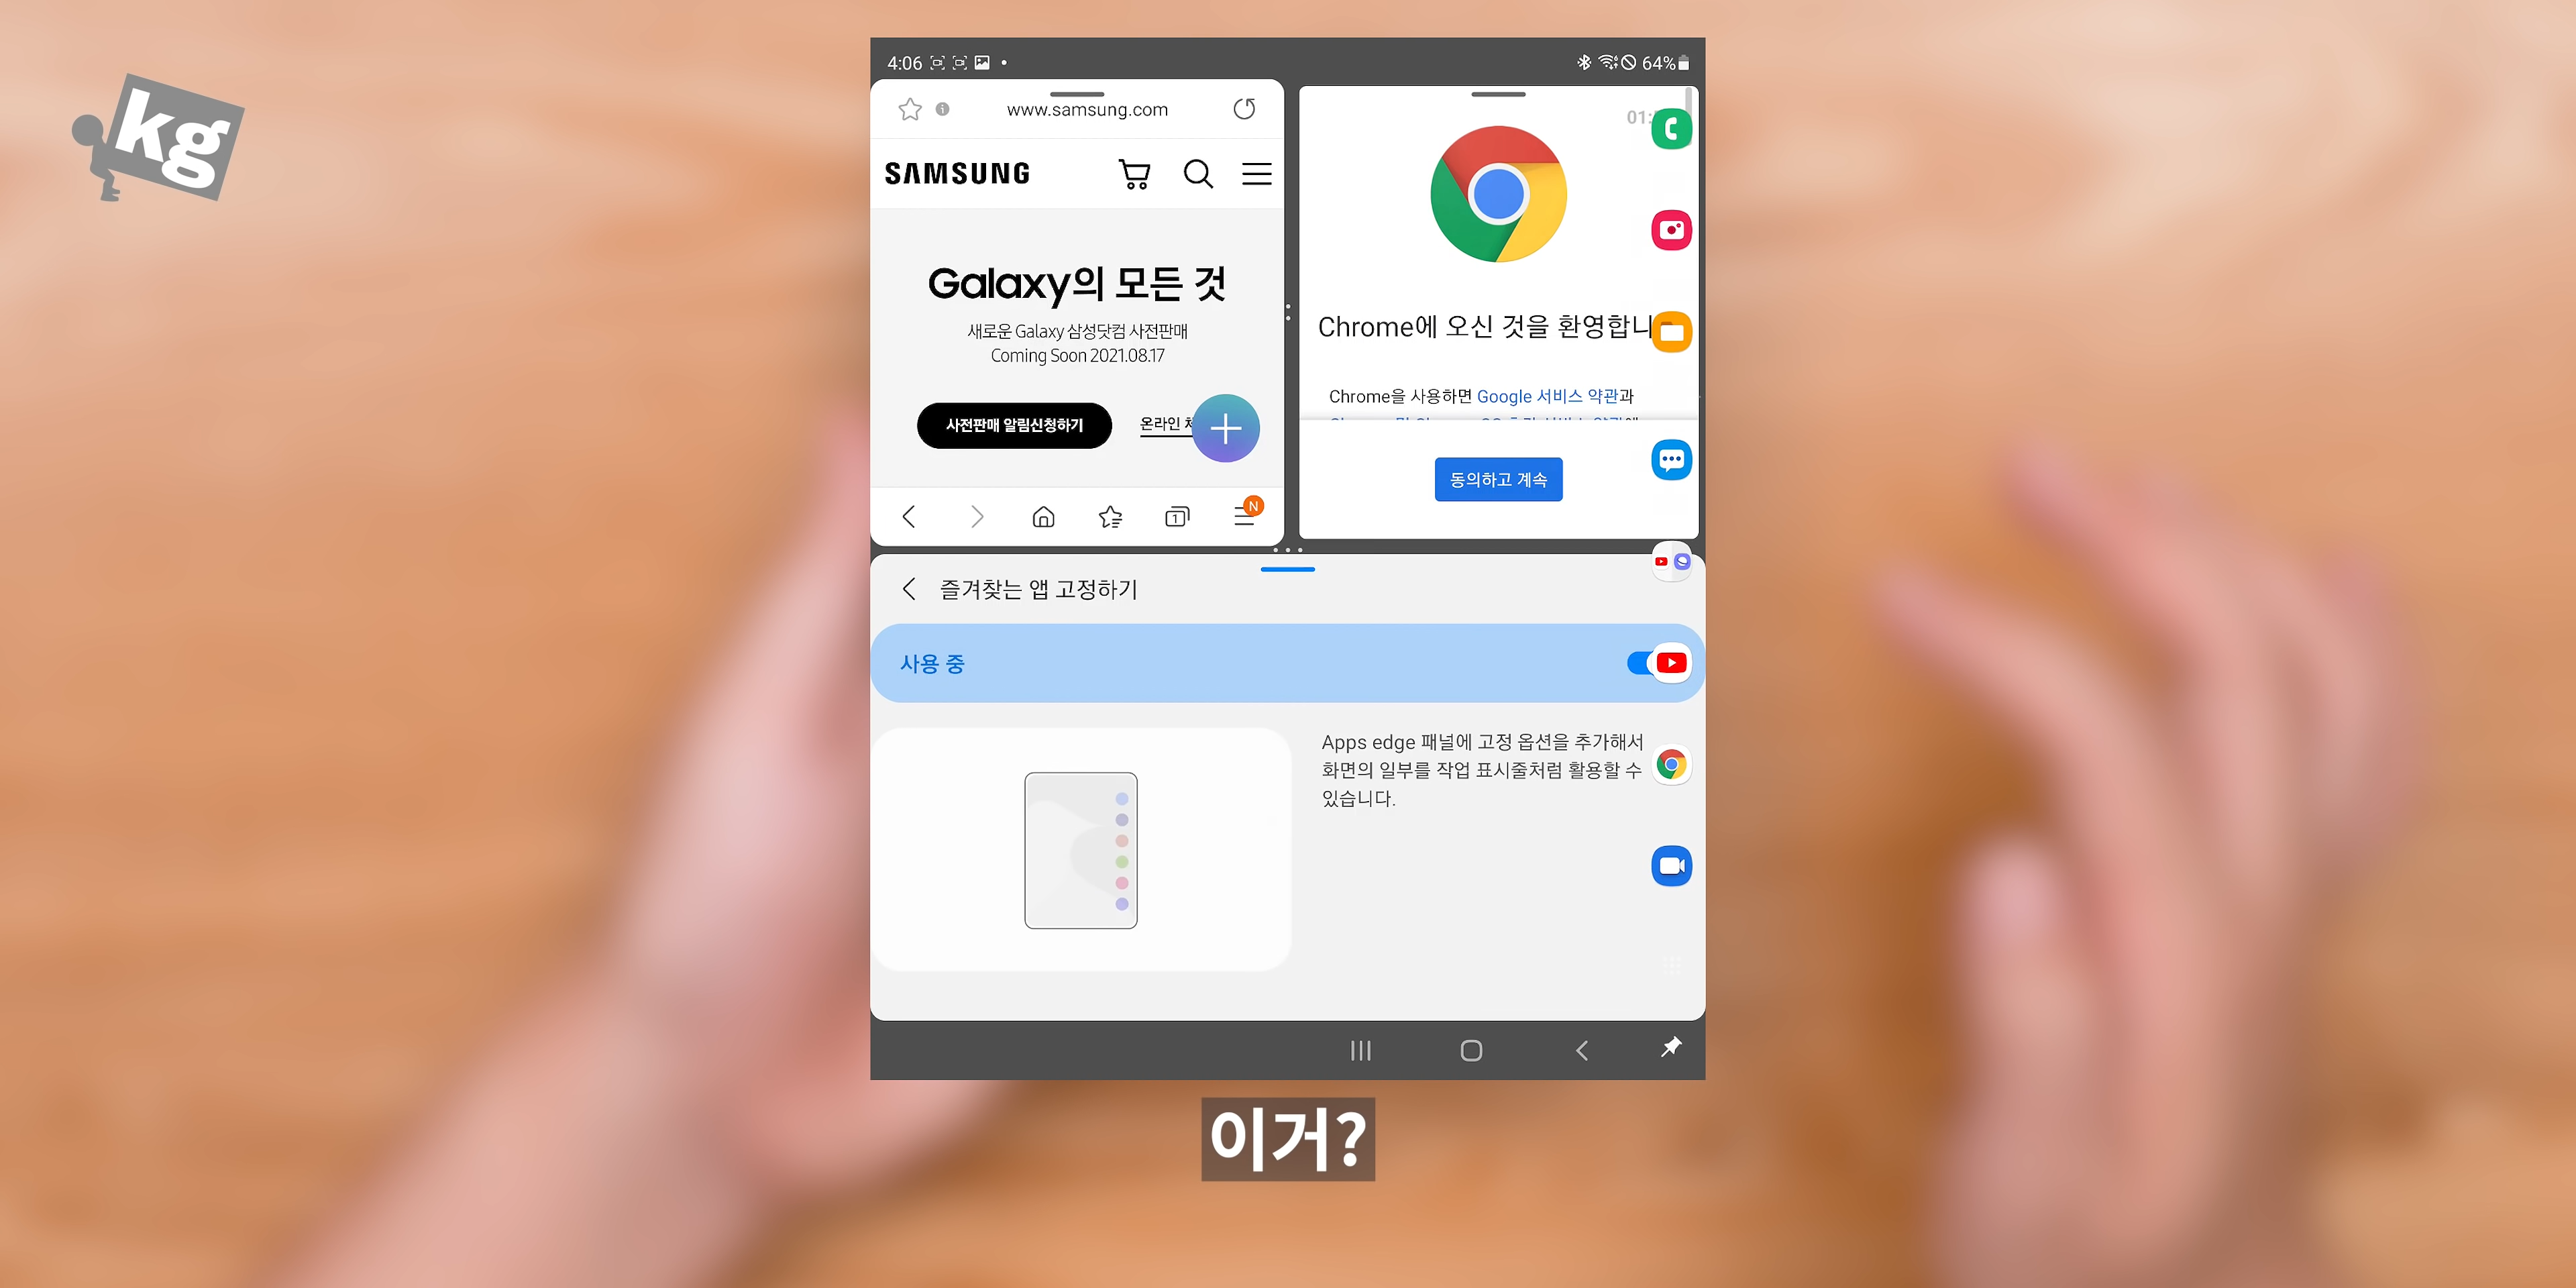 kg
4:06
64%
www.samsung.com
SAMSUNG
Galaxy의 모든 것
새로운 Galaxy 삼성닷컴 사전판매
Coming Soon 2021.08.17
사전판매 알림신청하기
온라인
1
N
01:
Chrome에 오신 것을 환영합니
Chrome을 사용하면 Google 서비스 약관과
동의하고 계속
즐겨찾는 앱 고정하기
사용 중
Apps edge 패널에 고정 옵션을 추가해서
화면의 일부를 작업 표시줄처럼 활용할 수
있습니다.
이거?